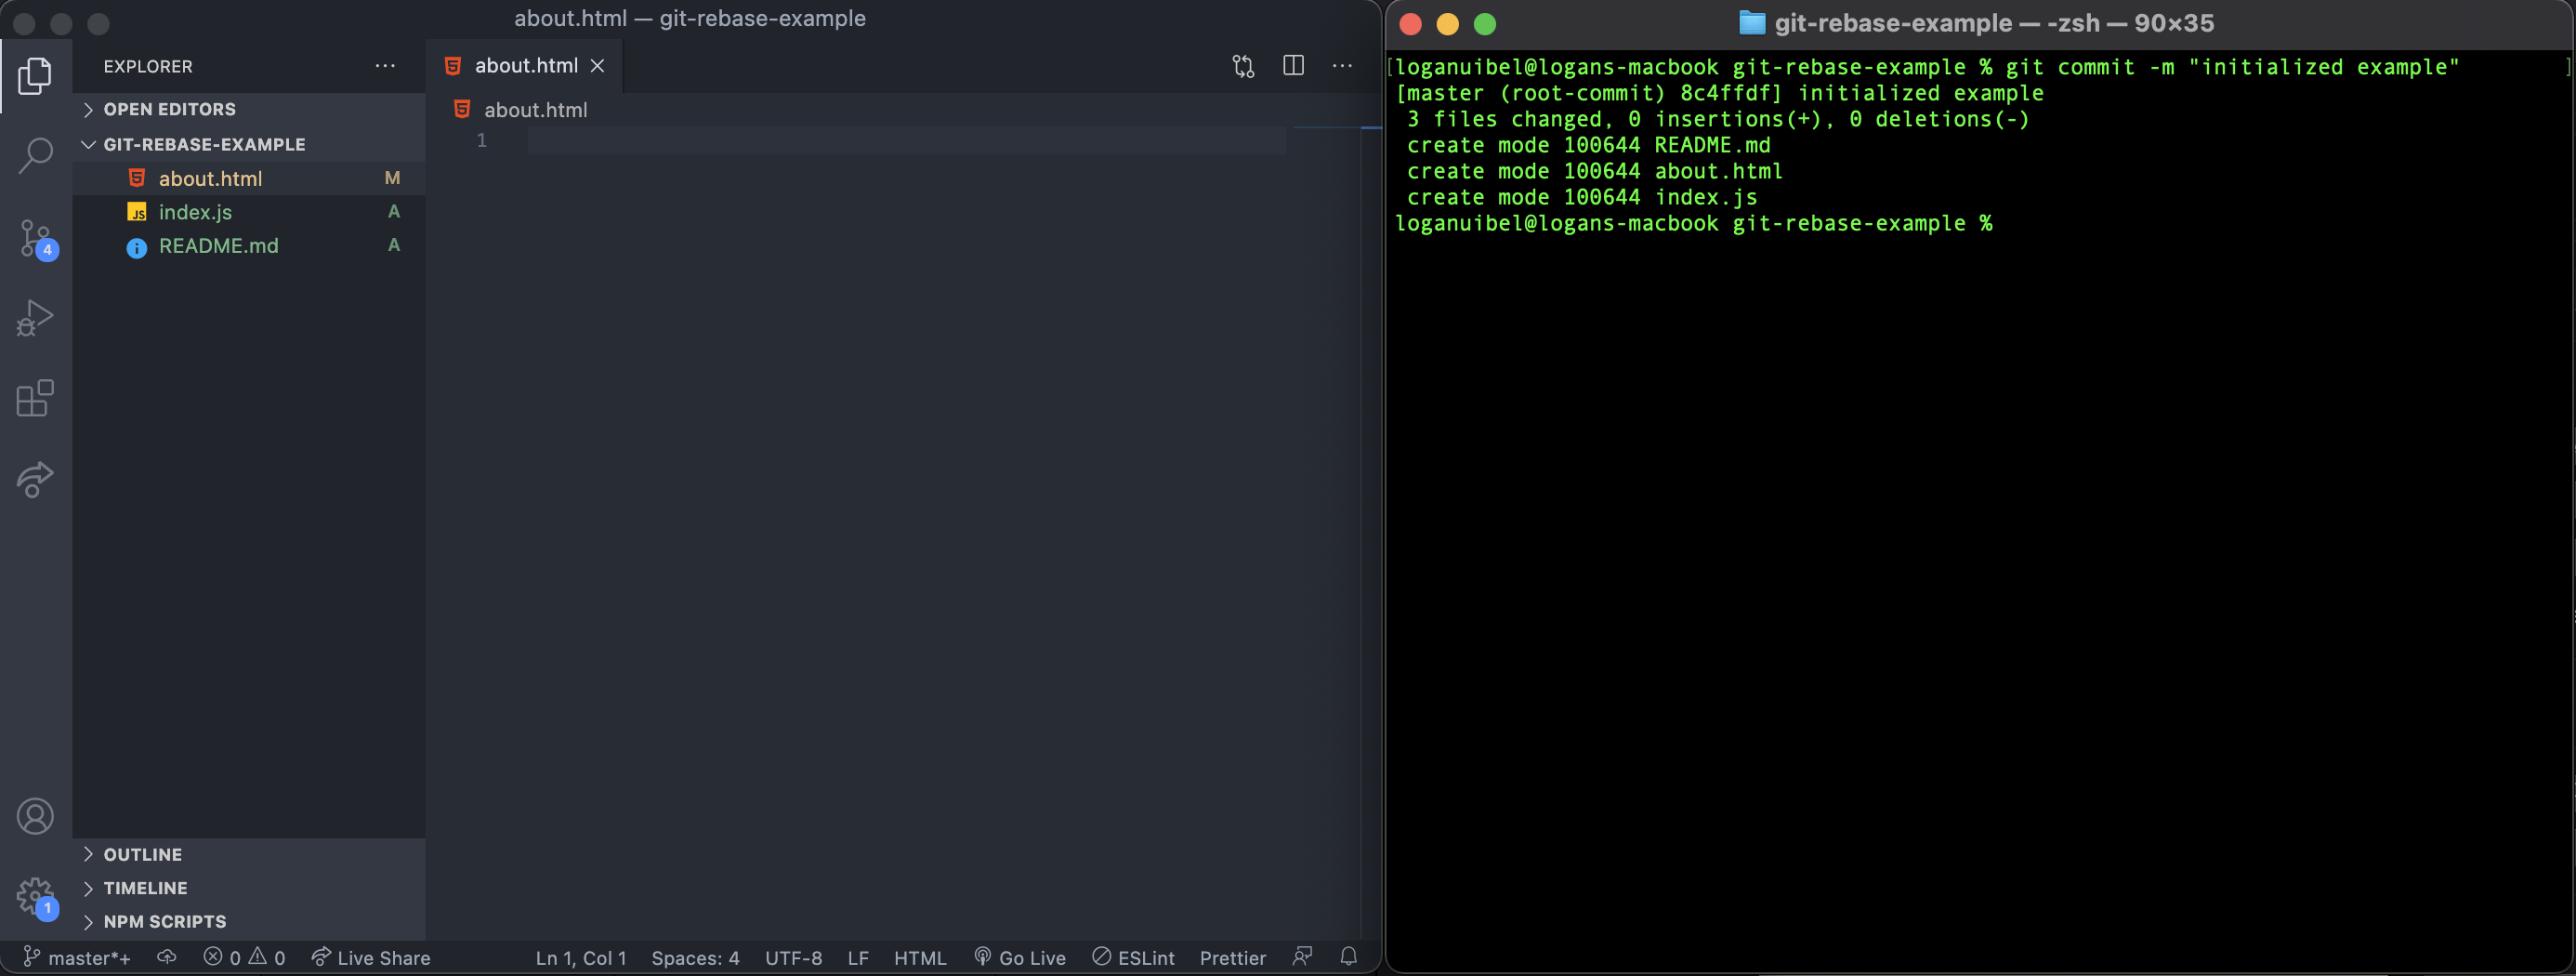 about.html — git-rebase-example
EXPLORER
about.html
OPEN EDITORS
about.html
GIT-REBASE-EXAMPLE
1
about.html M
index.js A
README.md A
4
OUTLINE
1
TIMELINE
NPM SCRIPTS
master*+ 0 0 Live Share Ln 1, Col 1 Spaces: 4 UTF-8 LF HTML Go Live ESLint Prettier
git-rebase-example — -zsh — 90×35
[loganuibel@logans-macbook git-rebase-example % git commit -m "initialized example" ]
[master (root-commit) 8c4ffdf] initialized example
3 files changed, 0 insertions(+), 0 deletions(-)
create mode 100644 README.md
create mode 100644 about.html
create mode 100644 index.js
loganuibel@logans-macbook git-rebase-example %